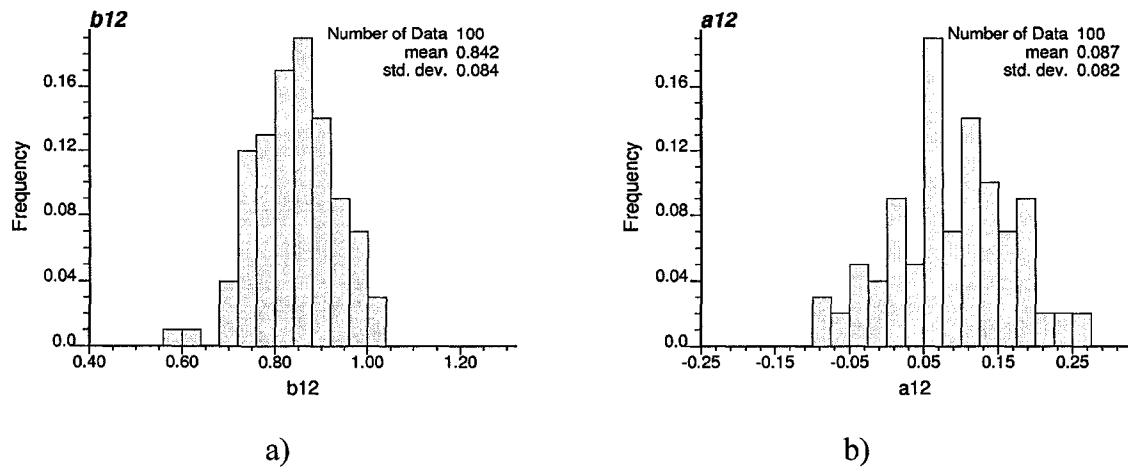 b12
Number of Data 100
mean 0.842
std. dev. 0.084
Frequency
0.16
0.12
0.08
0.04
0.0
0.40
0.60
0.80
1.00
1.20
b12
a)
a12
Number of Data 100
mean 0.087
std. dev. 0.082
Frequency
0.16
0.12
0.08
0.04
0.0
-0.25
-0.15
-0.05
0.05
0.15
0.25
a12
b)